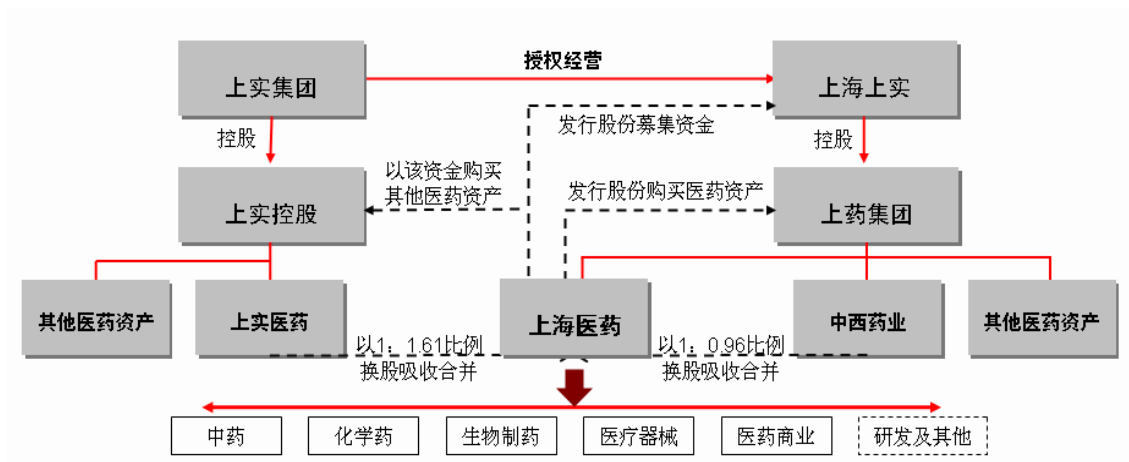 授权经营
上实集团
上海上实
控股
发行股份募集资金
控股
以该资金购买
其他医药资产
发行股份购买医药资产
上实控股
上药集团
其他医药资产
上实医药
上海医药
中西药业
其他医药资产
以1：1.61比例
换股吸收合并
以1：0.96比例
换股吸收合并
中药
化学药
生物制药
医疗器械
医药商业
研发及其他